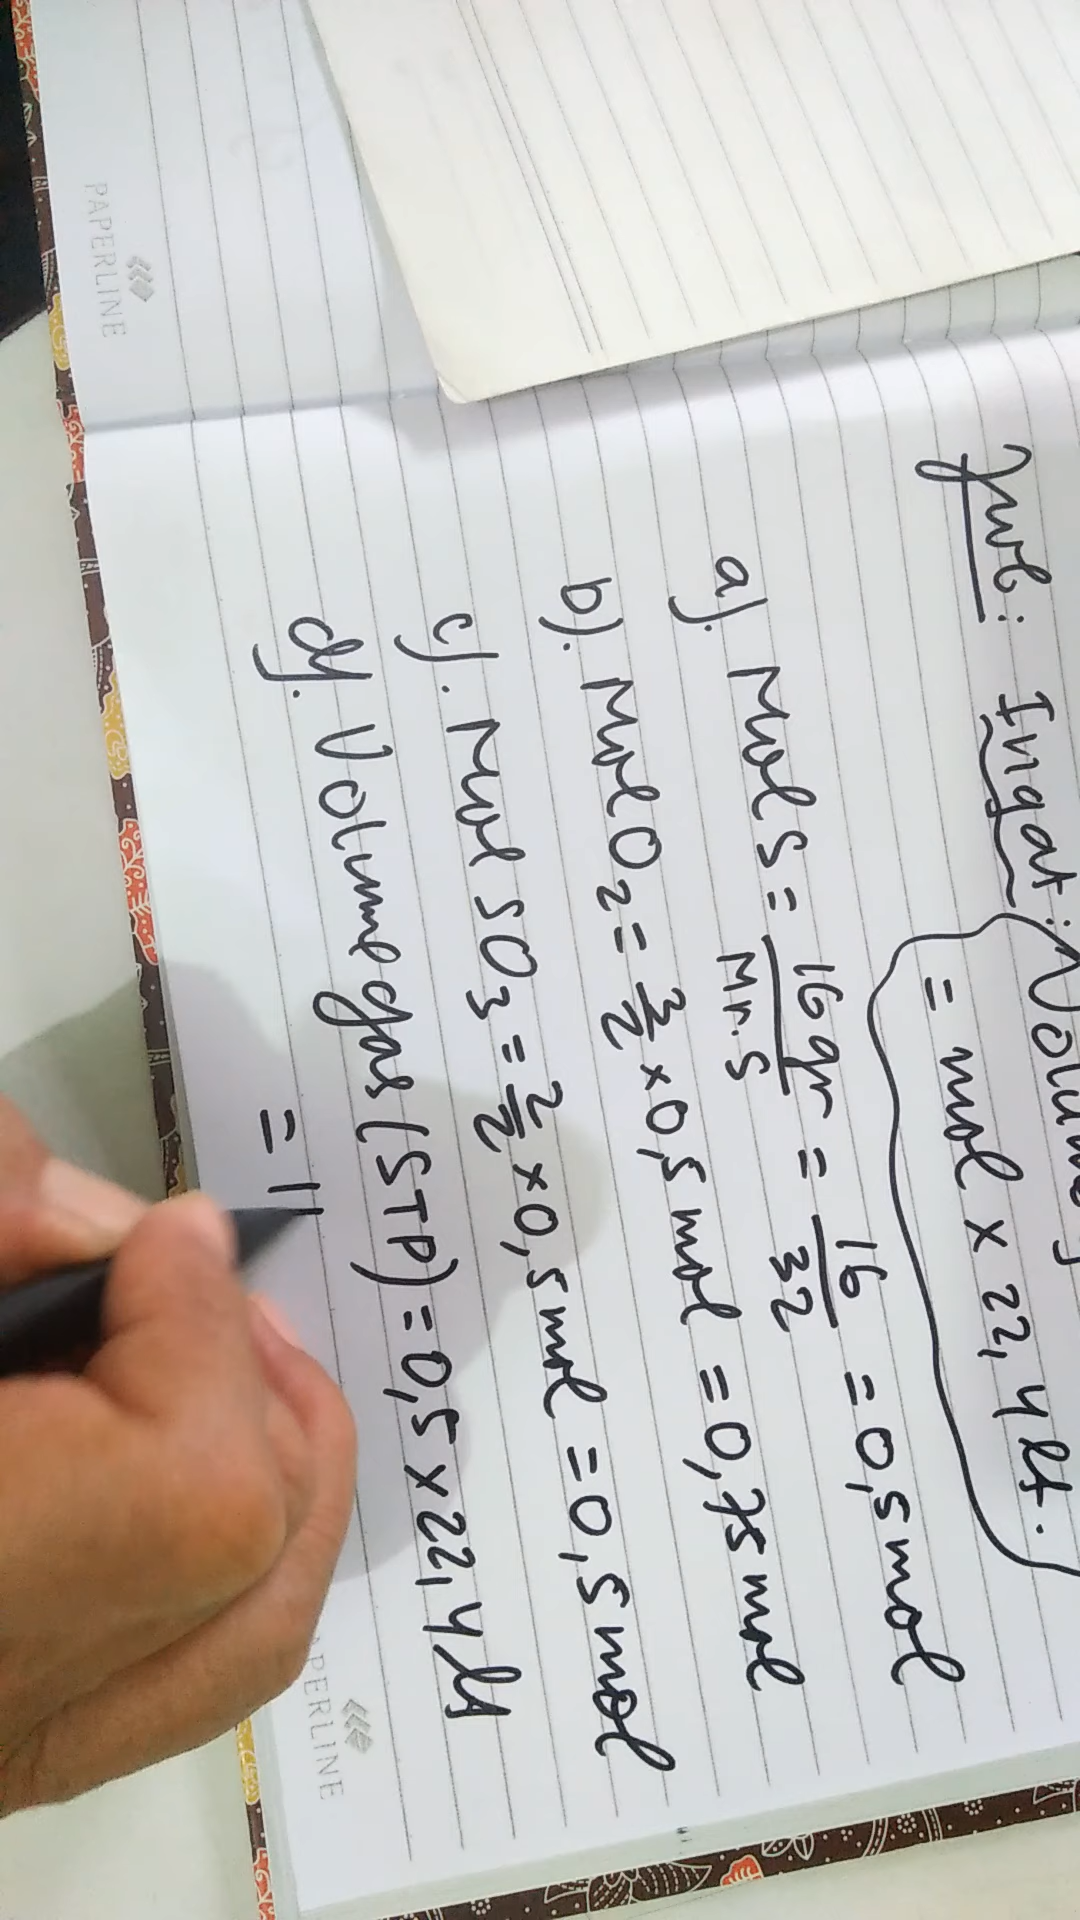 Jwb: Ingat: Volume
= mol x 22,4 lt.
a). Mol S = 16 gr / Mr. S = 16 / 32 = 0,5 mol
b). Mol O2 = 3/2 x 0,5 mol = 0,75 mol
c). Mol SO3 = 2/2 x 0,5 mol = 0,5 mol
d). Volume gas (STP) = 0,5 x 22,4 lt
= 11
PAPERLINE
PAPERLINE